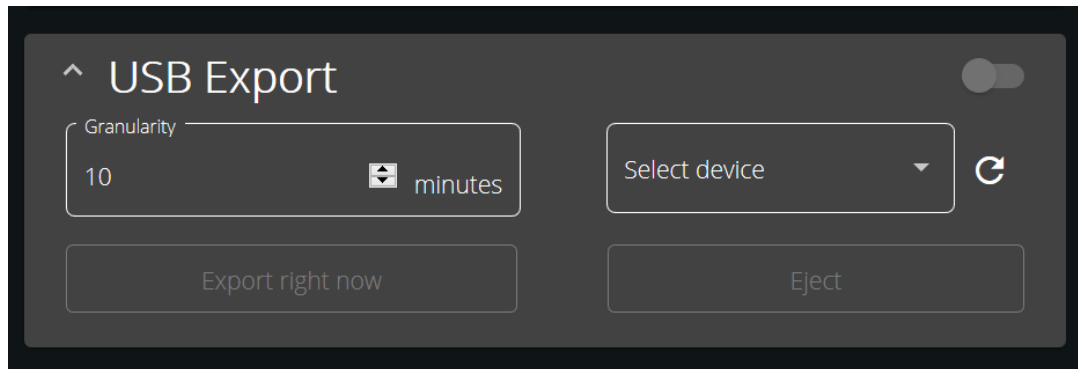 USB Export
Granularity
10 minutes
Select device
Export right now
Eject